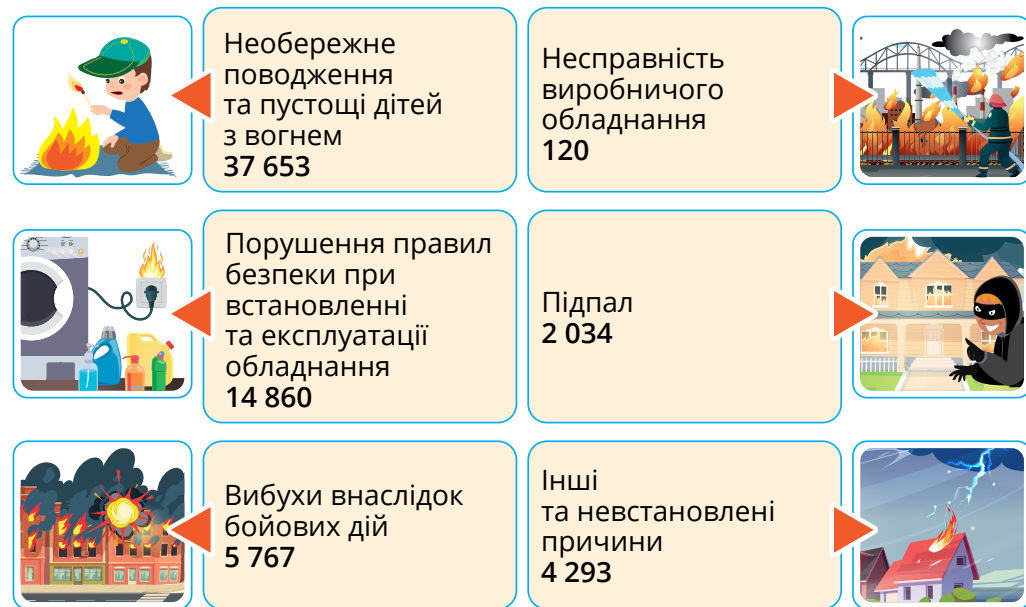 Необережне
поводження
та пустощі дітей
з вогнем
37 653
Несправність
виробничого
обладнання
120
Порушення правил
безпеки при
встановленні
та експлуатації
обладнання
14 860
Підпал
2 034
Вибухи внаслідок
бойових дій
5 767
Інші
та невстановлені
причини
4 293